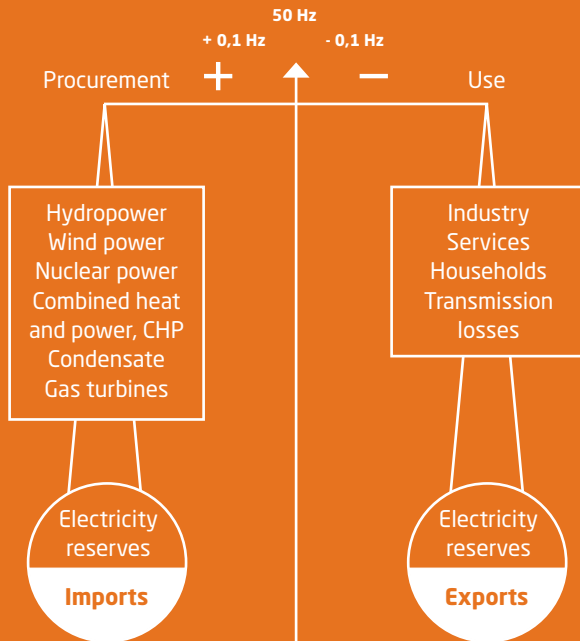 50 Hz
+ 0,1 Hz
- 0,1 Hz
Procurement
+
−
Use
Hydropower
Wind power
Nuclear power
Combined heat
and power, CHP
Condensate
Gas turbines
Industry
Services
Households
Transmission
losses
Electricity
reserves
Imports
Electricity
reserves
Exports